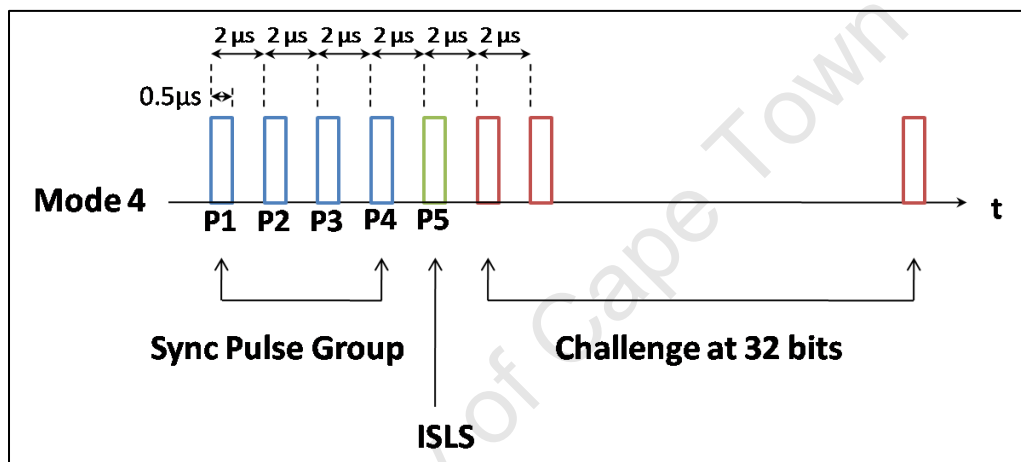 2 µs 2 µs 2 µs 2 µs 2 µs 2 µs
0.5µs
Mode 4
P1 P2 P3 P4 P5
t
Sync Pulse Group
Challenge at 32 bits
ISLS
of Cape Town